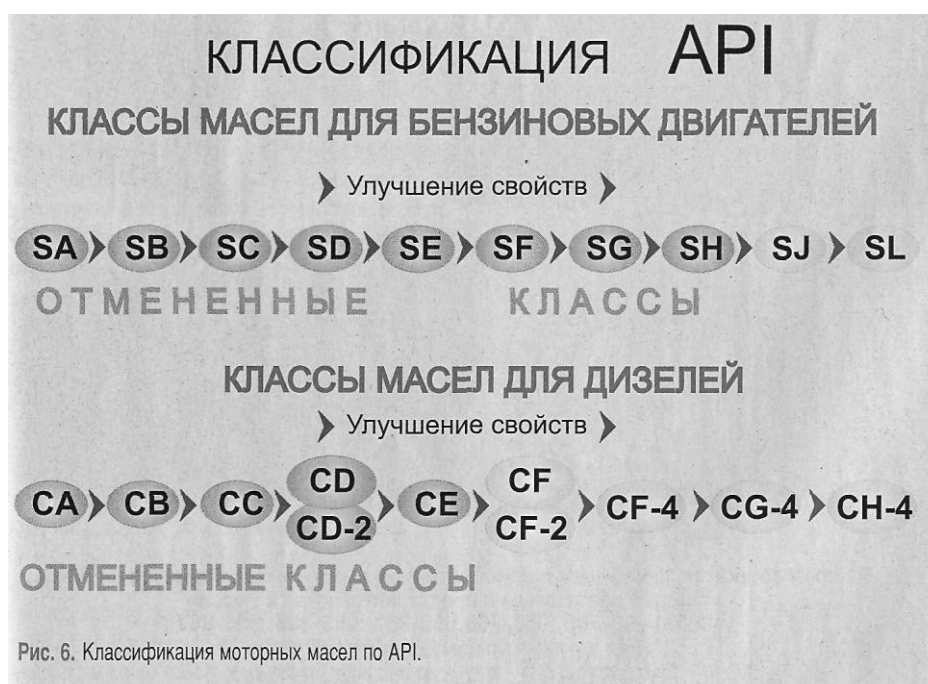 КЛАССИФИКАЦИЯ API
КЛАССЫ МАСЕЛ ДЛЯ БЕНЗИНОВЫХ ДВИГАТЕЛЕЙ
Улучшение свойств
SA SB SC SD SE SF SG SH SJ SL
ОТМЕНЕННЫЕ КЛАССЫ
КЛАССЫ МАСЕЛ ДЛЯ ДИЗЕЛЕЙ
Улучшение свойств
CD CF
CA CB CC CE CF-4 CG-4 CH-4
CD-2 CF-2
ОТМЕНЕННЫЕ КЛАССЫ
Рис. 6. Классификация моторных масел по API.